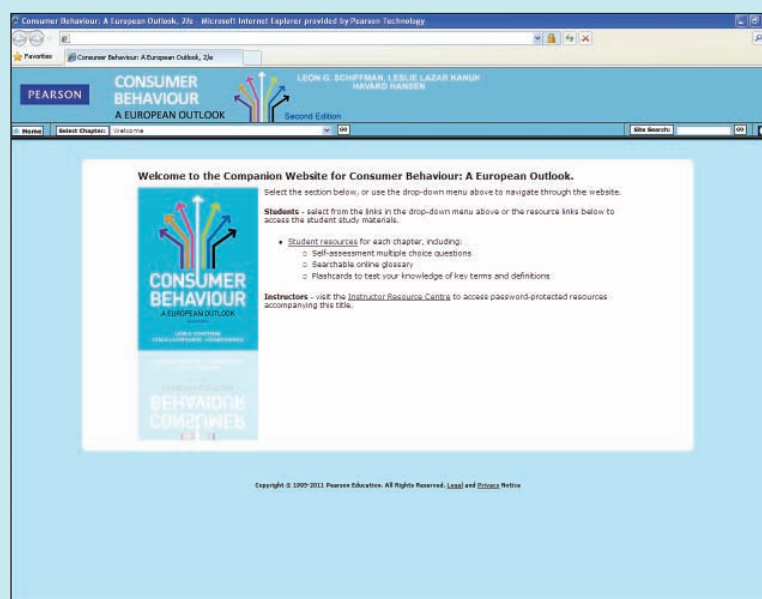 Consumer Behaviour: A European Outlook, 2/e - Microsoft Internet Explorer provided by Pearson Technology
Favorites
Consumer Behaviour: A European Outlook, 2/e
PEARSON
CONSUMER
BEHAVIOUR
A EUROPEAN OUTLOOK
LEON G. SCHIFFMAN, LESLIE LAZAR KANUK
HAVARD HANSEN
Second Edition
Home
Select Chapter:
Welcome
GO
Site Search:
GO
Welcome to the Companion Website for Consumer Behaviour: A European Outlook.
Select the section below, or use the drop-down menu above to navigate through the website.
Students - select from the links in the drop-down menu above or the resource links below to
access the student study materials.
Student resources for each chapter, including:
Self-assessment multiple choice questions
Searchable online glossary
Flashcards to test your knowledge of key terms and definitions
Instructors - visit the Instructor Resource Centre to access password-protected resources
accompanying this title.
CONSUMER
BEHAVIOUR
A EUROPEAN OUTLOOK
BEHAVIOUR
CONSUMER
Copyright © 1995-2011 Pearson Education. All Rights Reserved. Legal and Privacy Notice